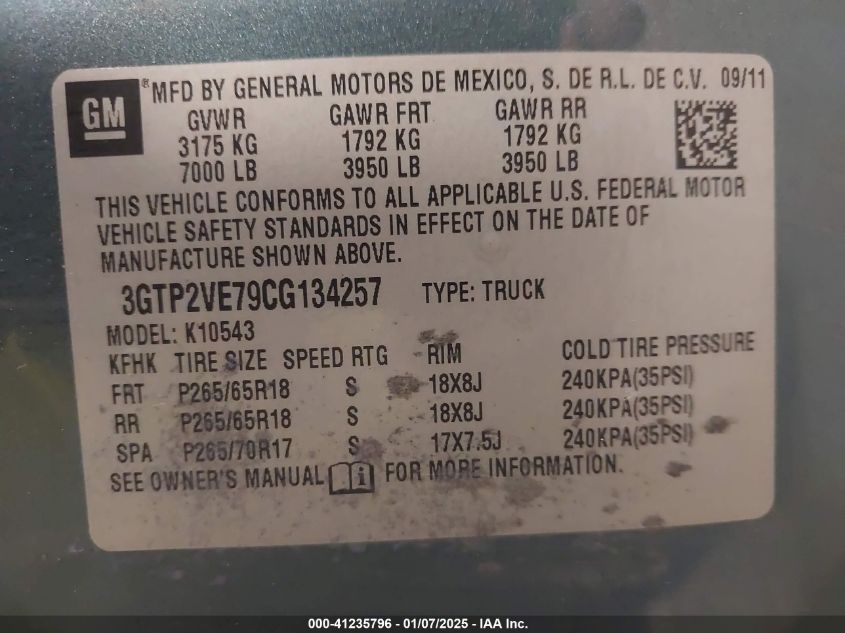 GM ® MFD BY GENERAL MOTORS DE MEXICO, S. DE R.L. DE C.V. 09/11
GVWR GAWR FRT GAWR RR
3175 KG 1792 KG 1792 KG
7000 LB 3950 LB 3950 LB
THIS VEHICLE CONFORMS TO ALL APPLICABLE U.S. FEDERAL MOTOR
VEHICLE SAFETY STANDARDS IN EFFECT ON THE DATE OF
MANUFACTURE SHOWN ABOVE.
3GTP2VE79CG134257 TYPE: TRUCK
MODEL: K10543
KFHK TIRE SIZE SPEED RTG RIM COLD TIRE PRESSURE
FRT P265/65R18 S 18X8J 240KPA(35PSI)
RR P265/65R18 S 18X8J 240KPA(35PSI)
SPA P265/70R17 S 17X7.5J 240KPA(35PSI)
SEE OWNER'S MANUAL FOR MORE INFORMATION.
000-41235796 - 01/07/2025 - IAA Inc.